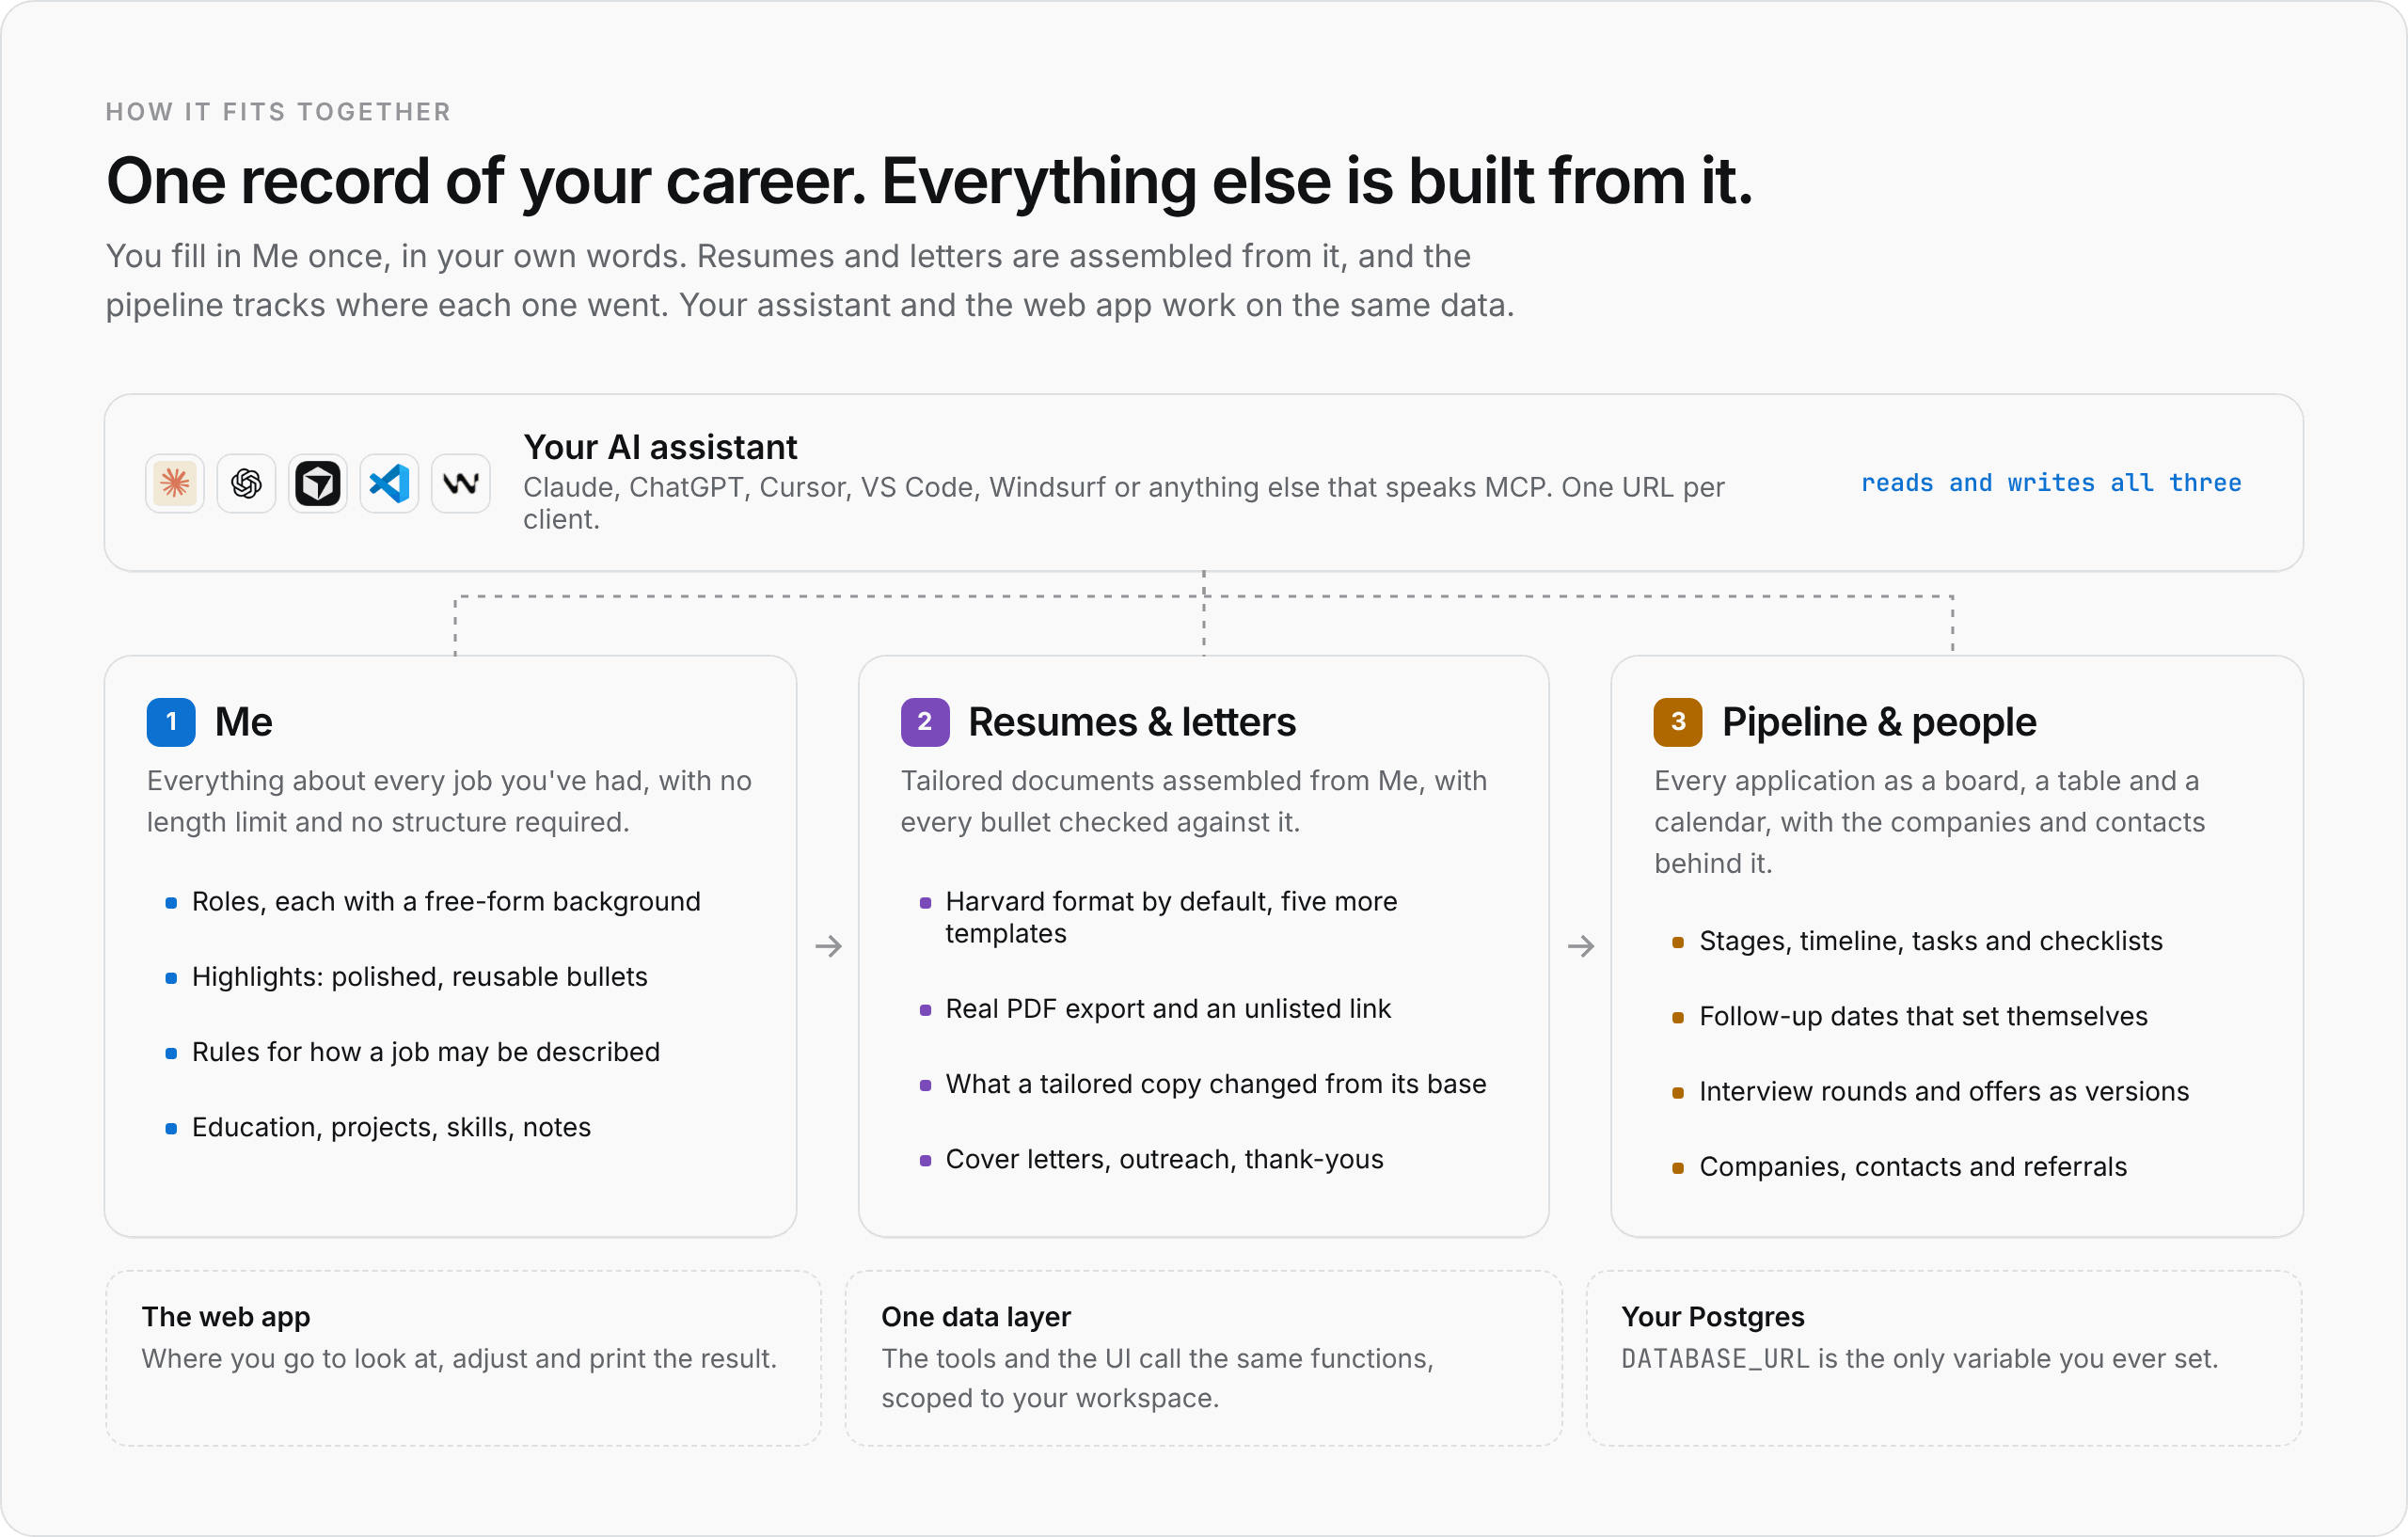 HOW IT FITS TOGETHER
One record of your career. Everything else is built from it.
You fill in Me once, in your own words. Resumes and letters are assembled from it, and the
pipeline tracks where each one went. Your assistant and the web app work on the same data.
Your AI assistant
Claude, ChatGPT, Cursor, VS Code, Windsurf or anything else that speaks MCP. One URL per
client.
reads and writes all three
1 Me
Everything about every job you've had, with no
length limit and no structure required.
Roles, each with a free-form background
Highlights: polished, reusable bullets
Rules for how a job may be described
Education, projects, skills, notes
2 Resumes & letters
Tailored documents assembled from Me, with
every bullet checked against it.
Harvard format by default, five more
templates
Real PDF export and an unlisted link
What a tailored copy changed from its base
Cover letters, outreach, thank-yous
3 Pipeline & people
Every application as a board, a table and a
calendar, with the companies and contacts
behind it.
Stages, timeline, tasks and checklists
Follow-up dates that set themselves
Interview rounds and offers as versions
Companies, contacts and referrals
The web app
Where you go to look at, adjust and print the result.
One data layer
The tools and the UI call the same functions,
scoped to your workspace.
Your Postgres
DATABASE_URL is the only variable you ever set.